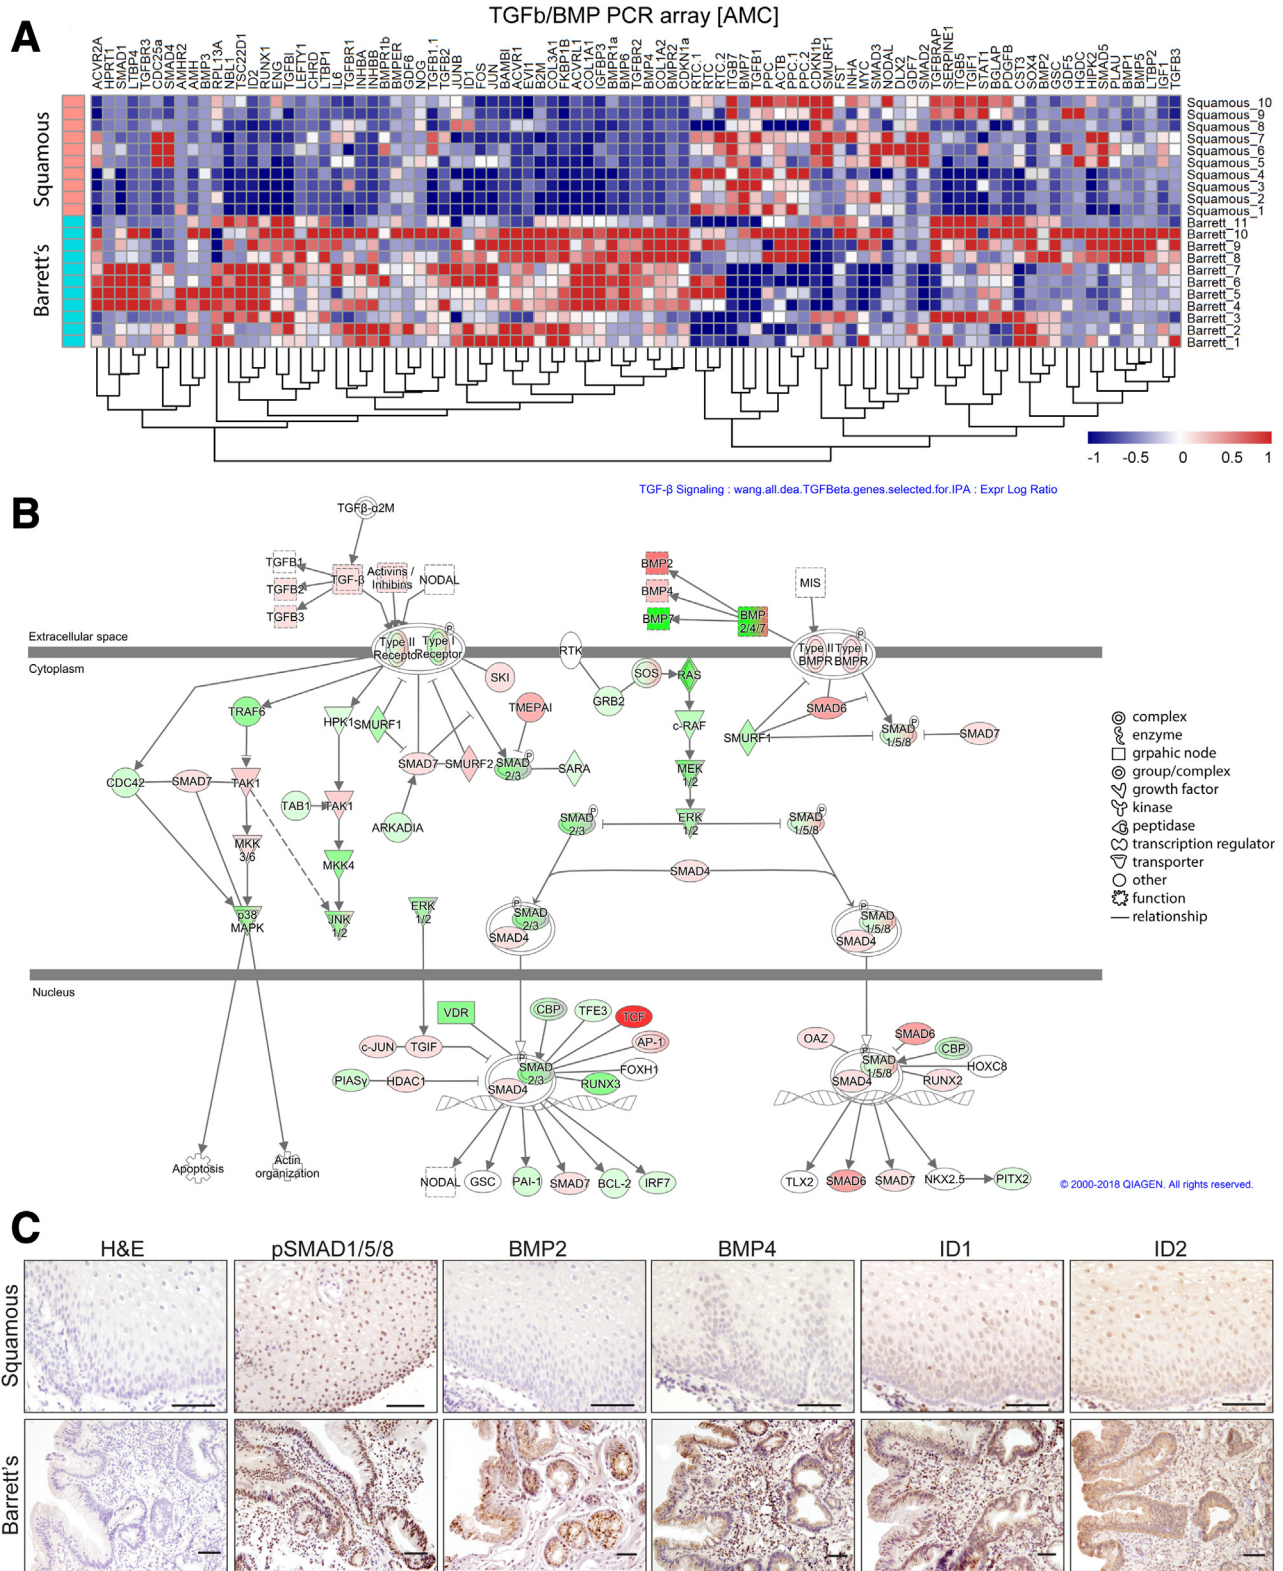 A
TGFb/BMP PCR array [AMC]
ACVR2A HPRT1 SMAD1 LTBP4 TGFBR3 CDC25a SMAD4 AMHR2 AMH BMP3 RPL13A NBL1 TSC22D1 ID2 RUNX1 ENG TGFBI LEFTY1 CHRD LTBP1 IL6 TGFBR1 INHBA INHBB BMPR1b BMPER GDF6 NOG TGFB1.1 TGFB2 JUNB ID1 FOS JUN BAMBI ACVR1 EVI1 B2M COL3A1 FKBP1B ACVRL1 COL1A1 IGFBP3 BMPR1a BMP6 TGFBR2 BMP4 COL1A2 BMPR2 CDKN1a RTC.1 RTC RTC.2 ITGB7 BMP7 TGFB1 PPC ACTB PPC.1 PPC.2 CDKN1b SMURF1 FST INHA MYC SMAD3 NODAL DLX2 GDF7 SMAD2 TGFBRAP SERPINE1 ITGB5 TGIF1 STAT1 TGFBRAP PDGFB CST3 SOX4 BMP2 GSC GDF5 HGDC HIPK2 SMAD5 PLAU BMP1 BMP5 LTBP2 IGF1 TGFB3
Squamous
Barrett's
Squamous_10
Squamous_9
Squamous_8
Squamous_7
Squamous_6
Squamous_5
Squamous_4
Squamous_3
Squamous_2
Squamous_1
Barrett_11
Barrett_10
Barrett_9
Barrett_8
Barrett_7
Barrett_6
Barrett_5
Barrett_4
Barrett_3
Barrett_2
Barrett_1
-1 -0.5 0 0.5 1
B
TGF-β Signaling : wang.all.dea.TGFBeta.genes.selected.for.IPA : Expr Log Ratio
TGFβ-α2M
TGFB1
TGFB2
TGFB3
TGF-β
Activins /
Inhibins
NODAL
BMP2
BMP4
BMP7
BMP
2/4/7
MIS
Extracellular space
Cytoplasm
Type II
Receptor
Type I
Receptor
P
RTK
Type II
BMPR
Type I
BMPR
P
SKI
SOS
RAS
GRB2
TMEPAI
SMAD6
TRAF6
HPK1
SMURF1
c-RAF
SMURF1
SMAD
1/5/8
P
SMAD7
CDC42
SMAD7
TAK1
SMAD7
SMURF2
SMAD
2/3
P
SARA
MEK
1/2
TAB1
TAK1
ARKADIA
SMAD
2/3
P
ERK
1/2
SMAD
1/5/8
P
MKK
3/6
MKK4
SMAD4
p38
MAPK
JNK
1/2
ERK
1/2
P
SMAD
2/3
SMAD4
P
SMAD
1/5/8
SMAD4
Nucleus
VDR
CBP
TFE3
TCF
c-JUN
TGIF
AP-1
FOXH1
PIASy
HDAC1
P
SMAD
2/3
SMAD4
RUNX3
OAZ
SMAD6
CBP
HOXC8
P
SMAD
1/5/8
SMAD4
RUNX2
Apoptosis
Actin
organization
NODAL
GSC
PAI-1
SMAD7
BCL-2
IRF7
TLX2
SMAD6
SMAD7
NKX2.5
PITX2
complex
enzyme
grpahic node
group/complex
growth factor
kinase
peptidase
transcription regulator
transporter
other
function
relationship
© 2000-2018 QIAGEN. All rights reserved.
C
H&E pSMAD1/5/8 BMP2 BMP4 ID1 ID2
Squamous
Barrett's